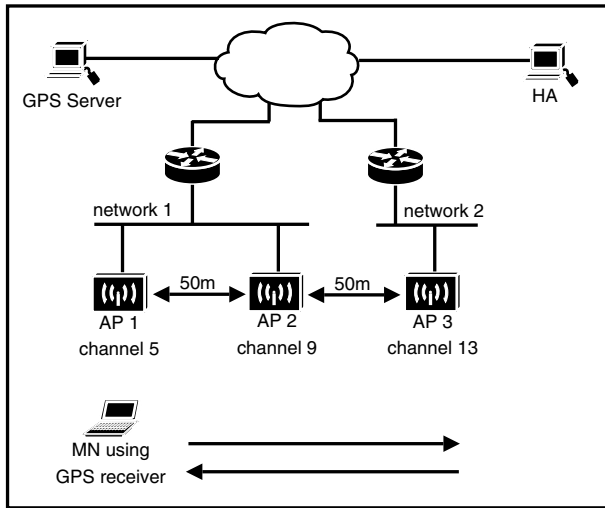 GPS Server
HA
network 1
network 2
50m
50m
AP 1
channel 5
AP 2
channel 9
AP 3
channel 13
MN using
GPS receiver